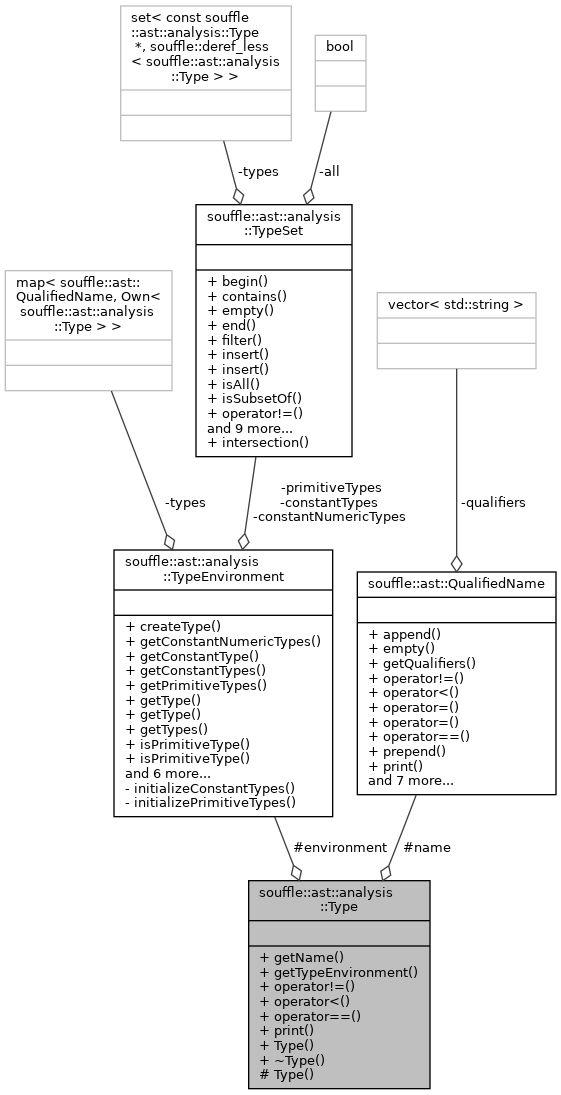 set< const souffle
::ast::analysis::Type
*, souffle::deref_less
< souffle::ast::analysis
::Type > >
bool
-types
-all
souffle::ast::analysis
::TypeSet
+ begin()
+ contains()
+ empty()
+ end()
+ filter()
+ insert()
+ insert()
+ isAll()
+ isSubsetOf()
+ operator!=()
and 9 more...
+ intersection()
map< souffle::ast::
QualifiedName, Own<
souffle::ast::analysis
::Type > >
vector< std::string >
-types
-primitiveTypes
-constantTypes
-constantNumericTypes
-qualifiers
souffle::ast::analysis
::TypeEnvironment
+ createType()
+ getConstantNumericTypes()
+ getConstantType()
+ getConstantTypes()
+ getPrimitiveTypes()
+ getType()
+ getType()
+ getTypes()
+ isPrimitiveType()
+ isPrimitiveType()
and 6 more...
- initializeConstantTypes()
- initializePrimitiveTypes()
souffle::ast::QualifiedName
+ append()
+ empty()
+ getQualifiers()
+ operator!=()
+ operator<()
+ operator=()
+ operator=()
+ operator==()
+ prepend()
+ print()
and 7 more...
#environment
#name
souffle::ast::analysis
::Type
+ getName()
+ getTypeEnvironment()
+ operator!=()
+ operator<()
+ operator==()
+ print()
+ Type()
+ ~Type()
# Type()